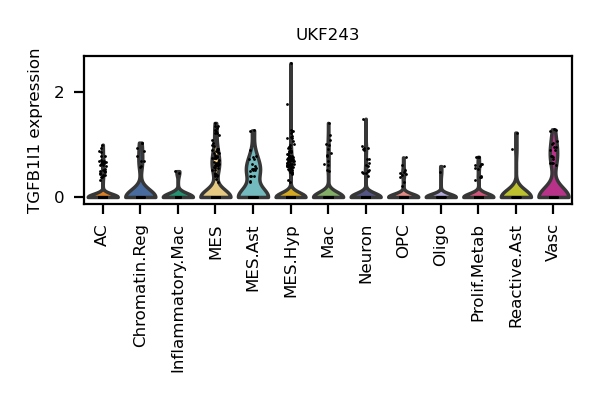 UKF243
TGFB1I1 expression
2
0
AC
Chromatin.Reg
Inflammatory.Mac
MES
MES.Ast
MES.Hyp
Mac
Neuron
OPC
Oligo
Prolif.Metab
Reactive.Ast
Vasc